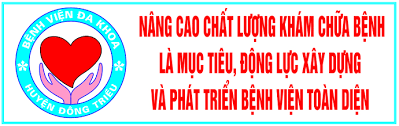 BỆNH VIỆN ĐA KHOA
HUYỆN ĐÔNG TRIỀU
NÂNG CAO CHẤT LƯỢNG KHÁM CHỮA BỆNH
LÀ MỤC TIÊU, ĐỘNG LỰC XÂY DỰNG
VÀ PHÁT TRIỂN BỆNH VIỆN TOÀN DIỆN